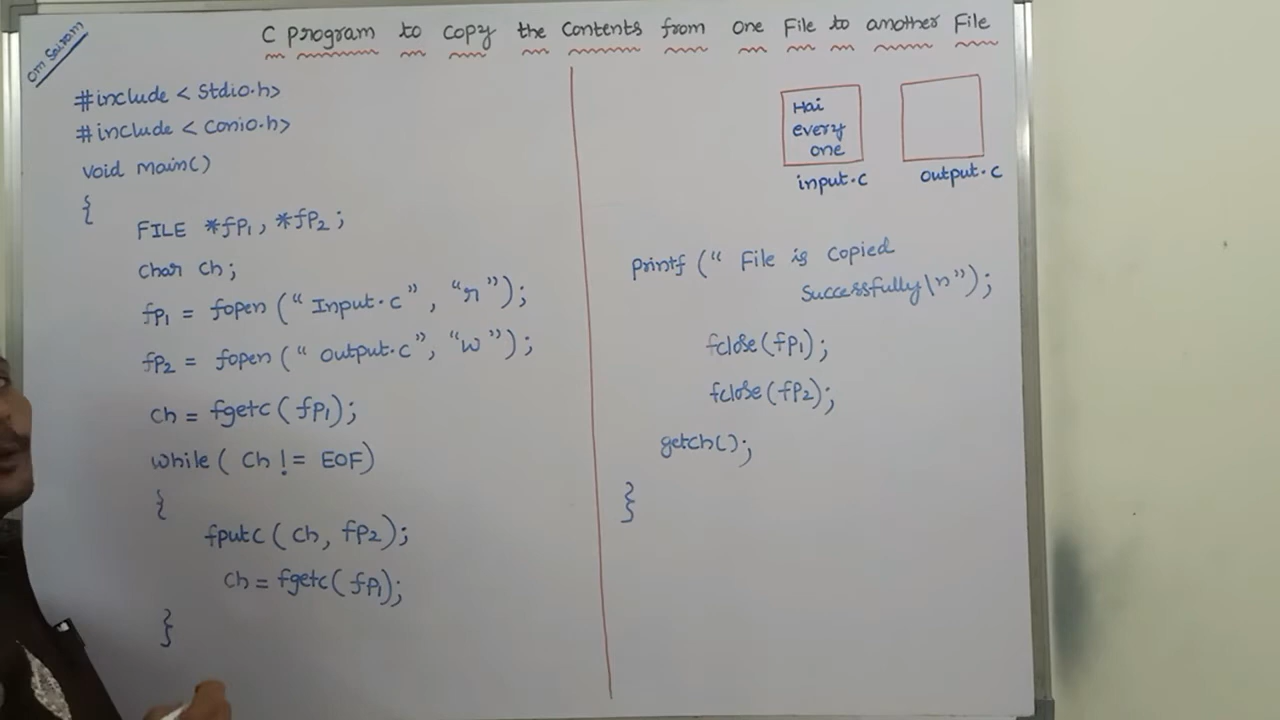 Om Sairam
C program to copy the Contents from one File to another File
#include < Stdio.h>
#include < Conio.h>
void main()
{
FILE *fP1, *fP2;
char ch;
fP1 = fopen (" Input.c", "r");
fP2 = fopen (" output.c", "w");
ch = fgetc (fP1);
while ( Ch != EOF)
{
fputc (Ch, fP2);
ch = fgetc (fP1);
}
Hai
every
one
input.c
output.c
printf (" File is Copied
Successfully\n");
fclose(fP1);
fclose(fP2);
getch();
}